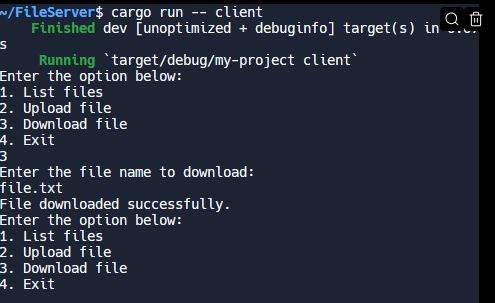 ~/FileServer$ cargo run -- client
Finished dev [unoptimized + debuginfo] target(s) in
s
Running `target/debug/my-project client`
Enter the option below:
1. List files
2. Upload file
3. Download file
4. Exit
3
Enter the file name to download:
file.txt
File downloaded successfully.
Enter the option below:
1. List files
2. Upload file
3. Download file
4. Exit